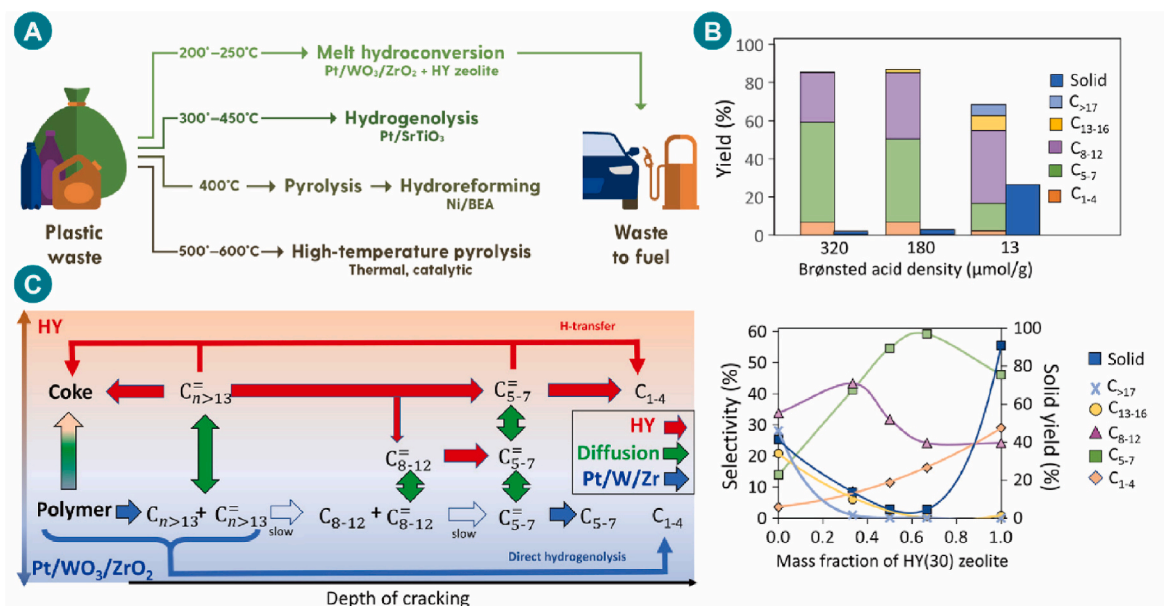 A
200°–250°C
Melt hydroconversion
Pt/WO₃/ZrO₂ + HY zeolite
300°–450°C
Hydrogenolysis
Pt/SrTiO₃
400°C
Pyrolysis
Hydroreforming
Ni/BEA
500°–600°C
High-temperature pyrolysis
Thermal, catalytic
Plastic
waste
Waste
to fuel
B
Yield (%)
100
80
60
40
20
0
320
180
13
Brønsted acid density (μmol/g)
Solid
C>17
C13-16
C8-12
C5-7
C1-4
Selectivity (%)
60
50
40
30
20
10
0
0.0
0.2
0.4
0.6
0.8
1.0
Mass fraction of HY(30) zeolite
100
80
60
40
20
0
Solid yield (%)
Solid
C>17
C13-16
C8-12
C5-7
C1-4
C
HY
H-transfer
Coke
C=n>13
C=5-7
C1-4
HY
Diffusion
Pt/W/Zr
C=8-12
C=5-7
Polymer
Cn>13 + C=n>13
slow
C8-12 + C=8-12
slow
C=5-7
C5-7
C1-4
Direct hydrogenolysis
Pt/WO₃/ZrO₂
Depth of cracking